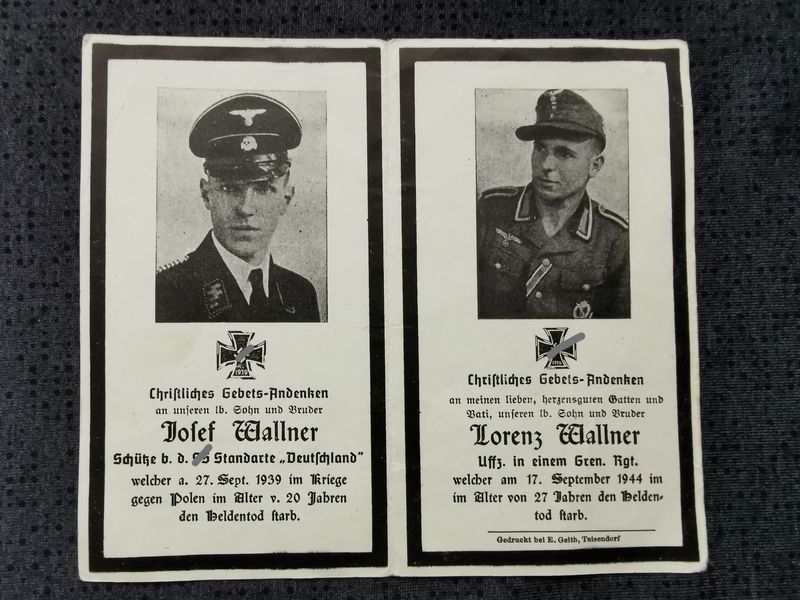 Christliches Gebets-Andenken
an unseren lb. Sohn und Bruder
Josef Wallner
Schütze b. d. SS Standarte „Deutschland"
welcher a. 27. Sept. 1939 im Kriege
gegen Polen im Alter v. 20 Jahren
den Heldentod starb.
Christliches Gebets-Andenken
an meinen lieben, herzensguten Gatten und
Vati, unseren lb. Sohn und Bruder
Lorenz Wallner
Uffz. in einem Gren. Rgt.
welcher am 17. September 1944 im
im Alter von 27 Jahren den Helden-
tod starb.
Gedruckt bei E. Geith, Teisendorf